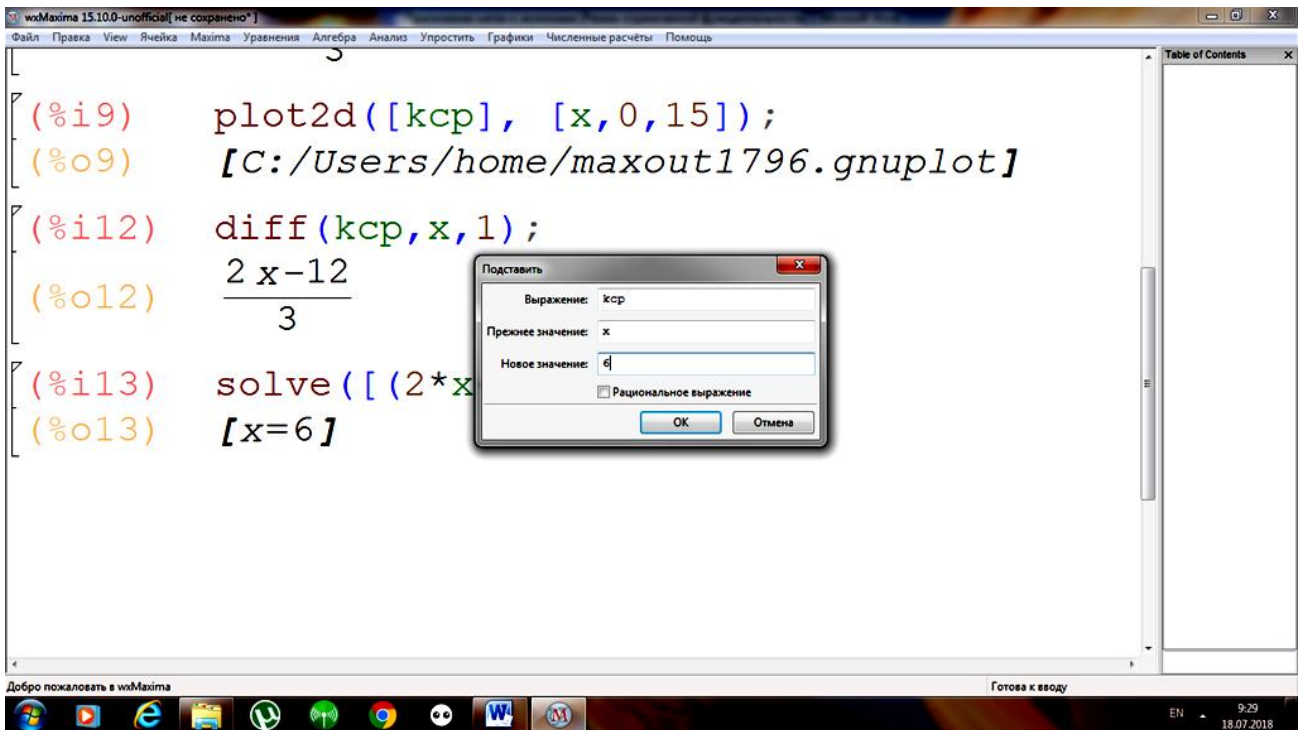 wxMaxima 15.10.0-unofficial[ не сохранено* ]
Файл Правка View Ячейка Maxima Уравнения Алгебра Анализ Упростить Графики Численные расчёты Помощь
3
(%i9) plot2d([kcp], [x,0,15]);
(%o9) [C:/Users/home/maxout1796.gnuplot]
(%i12) diff(kcp,x,1);
(%o12) 2 x-12
3
(%i13) solve([(2*x
(%o13) [x=6]
Подставить
Выражение: kcp
Прежнее значение: x
Новое значение: 6
Рациональное выражение
OK Отмена
Table of Contents
Добро пожаловать в wxMaxima
Готова к вводу
EN 9:29
18.07.2018